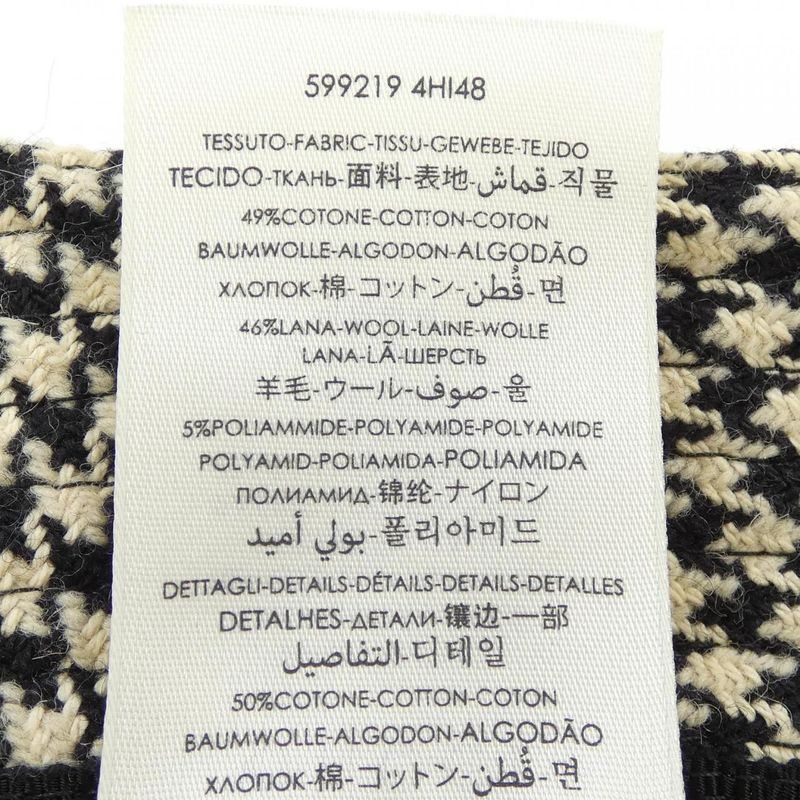 599219 4HI48
TESSUTO-FABRIC-TISSU-GEWEBE-TEJIDO
TECIDO-ТКАНЬ-面料-表地-قماش-직물
49%COTONE-COTTON-COTON
BAUMWOLLE-ALGODON-ALGODÃO
ХЛОПОК-棉-コットン-قُطن-면
46%LANA-WOOL-LAINE-WOLLE
LANA-LÃ-ШЕРСТЬ
羊毛-ウール-صوف-울
5%POLIAMMIDE-POLYAMIDE-POLYAMIDE
POLYAMID-POLIAMIDA-POLIAMIDA
ПОЛИАМИД-锦纶-ナイロン
بولي أميد-폴리아미드
DETTAGLI-DETAILS-DÉTAILS-DETAILS-DETALLES
DETALHES-ДЕТАЛИ-镶边-一部
التفاصيل-디테일
50%COTONE-COTTON-COTON
BAUMWOLLE-ALGODON-ALGODÃO
ХЛОПОК-棉-コットン-قُطن-면